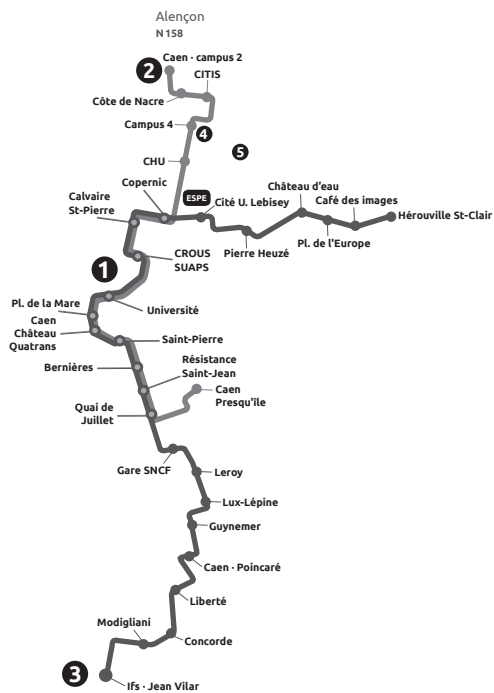 Alençon
N 158
Caen · campus 2
2
CITIS
Côte de Nacre
Campus 4
4
5
CHU
Copernic
ESPE
Cité U. Lebisey
Château d'eau
Café des images
Hérouville St-Clair
Calvaire
St-Pierre
Pierre Heuzé
Pl. de l'Europe
CROUS
SUAPS
1
Pl. de la Mare
Université
Caen
Château
Quatrans
Saint-Pierre
Bernières
Résistance
Saint-Jean
Caen
Presqu'île
Quai de
Juillet
Gare SNCF
Leroy
Lux-Lépine
Guynemer
Caen · Poincaré
Liberté
Modigliani
Concorde
3
Ifs · Jean Vilar